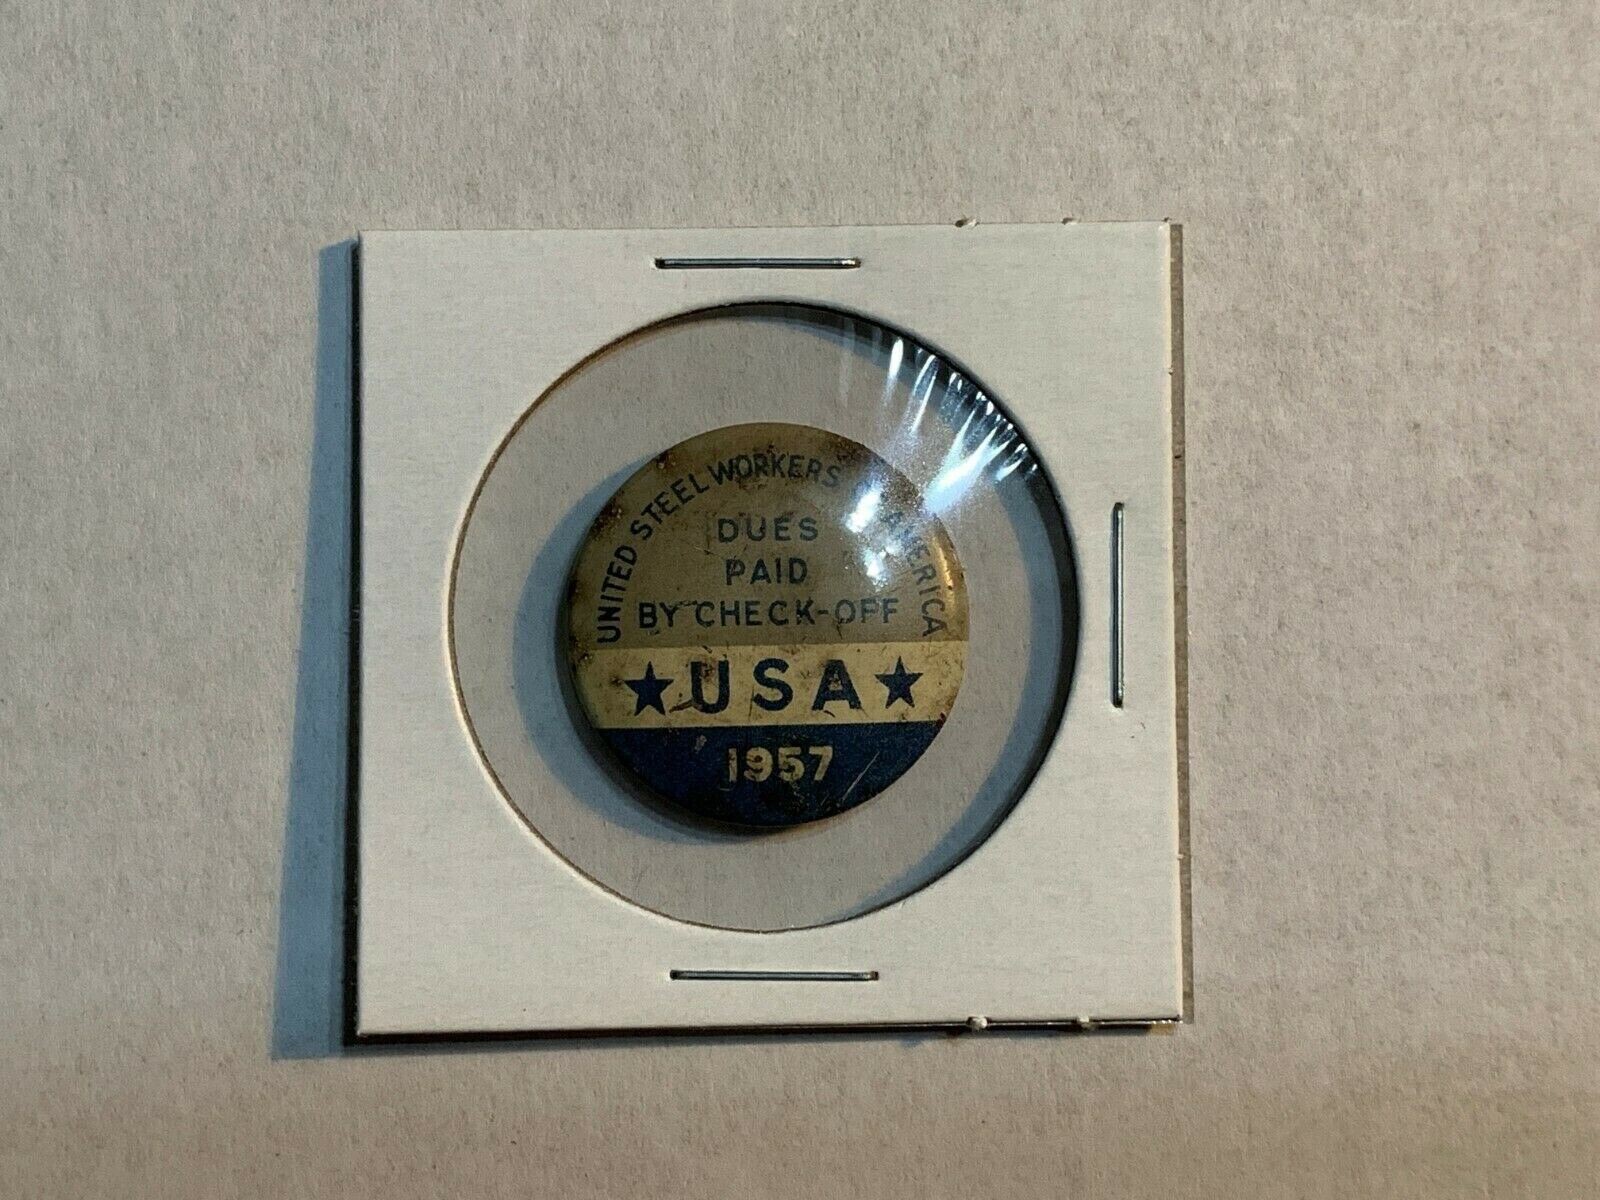 UNITED STEELWORKERS AMERICA
DUES
PAID
BY CHECK-OFF
★ USA ★
1957